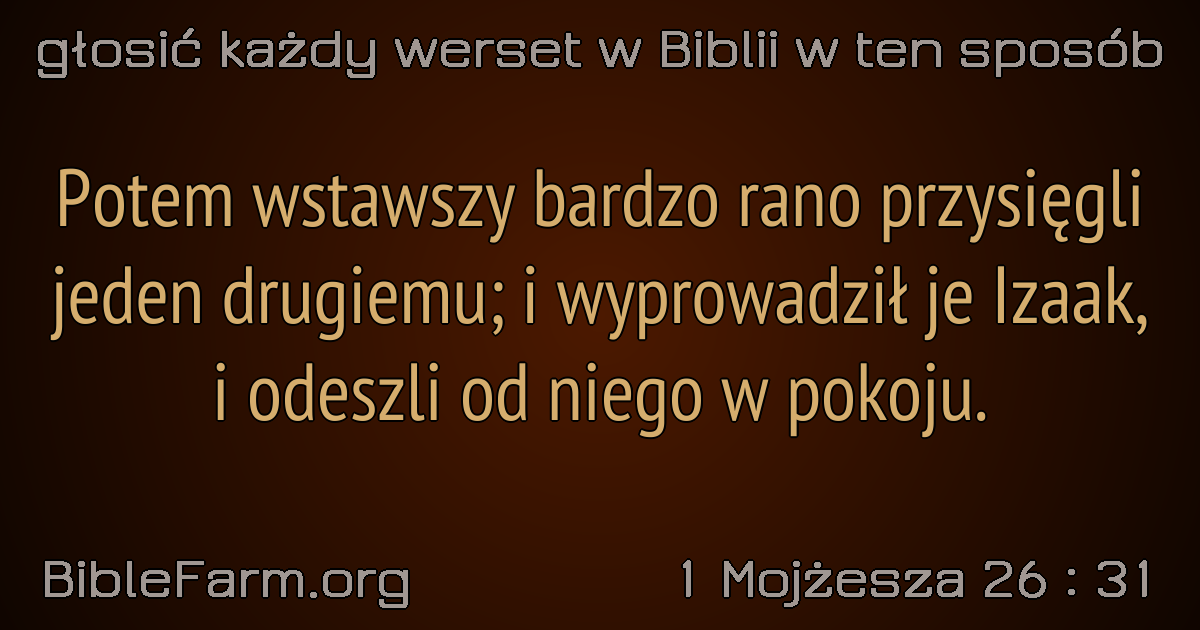 głosić każdy werset w Biblii w ten sposób
Potem wstawszy bardzo rano przysięgli
jeden drugiemu; i wyprowadził je Izaak,
i odeszli od niego w pokoju.
BibleFarm.org
1 Mojżesza 26 : 31